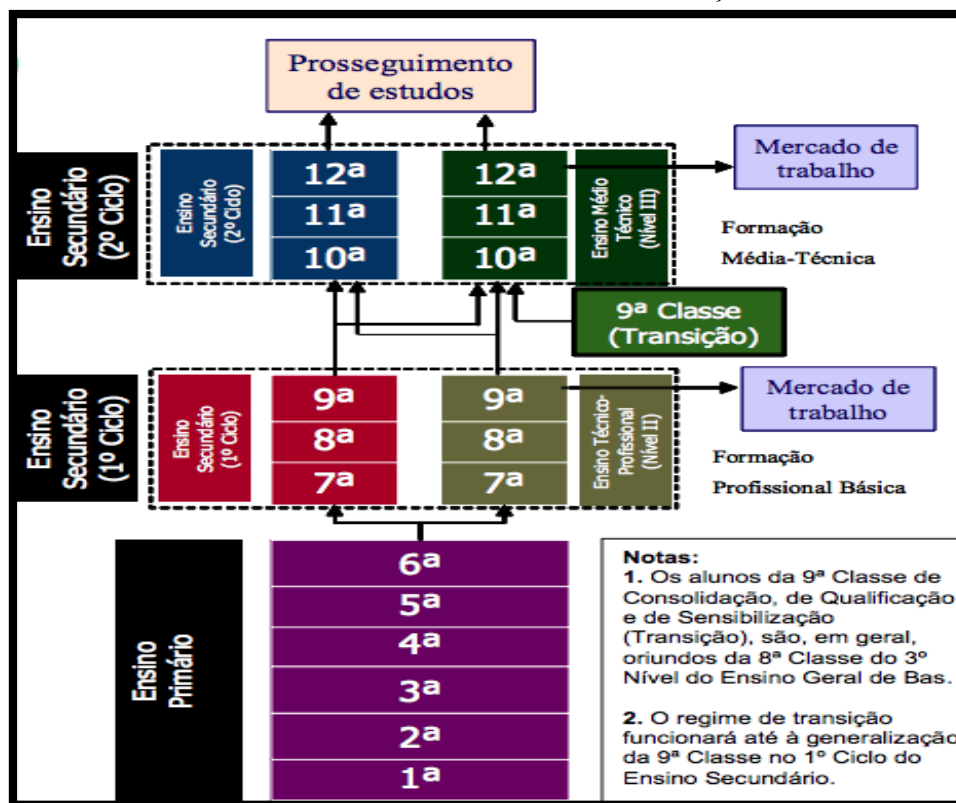 Prosseguimento
de estudos
Ensino
Secundário
(2º Ciclo)
Ensino
Secundário
(2º Ciclo)
12ª
11ª
10ª
12ª
11ª
10ª
Ensino Médio
Técnico
(Nível III)
Mercado de
trabalho
Formação
Média-Técnica
9ª Classe
(Transição)
Ensino
Secundário
(1º Ciclo)
Ensino
Secundário
(1º Ciclo)
9ª
8ª
7ª
9ª
8ª
7ª
Ensino Técnico-
Profissional
(Nível II)
Mercado de
trabalho
Formação
Profissional Básica
Ensino
Primário
6ª
5ª
4ª
3ª
2ª
1ª
Notas:
1. Os alunos da 9ª Classe de
Consolidação, de Qualificação
e de Sensibilização
(Transição), são, em geral,
oriundos da 8ª Classe do 3º
Nível do Ensino Geral de Bas.
2. O regime de transição
funcionará até à generalização
da 9ª Classe no 1º Ciclo do
Ensino Secundário.